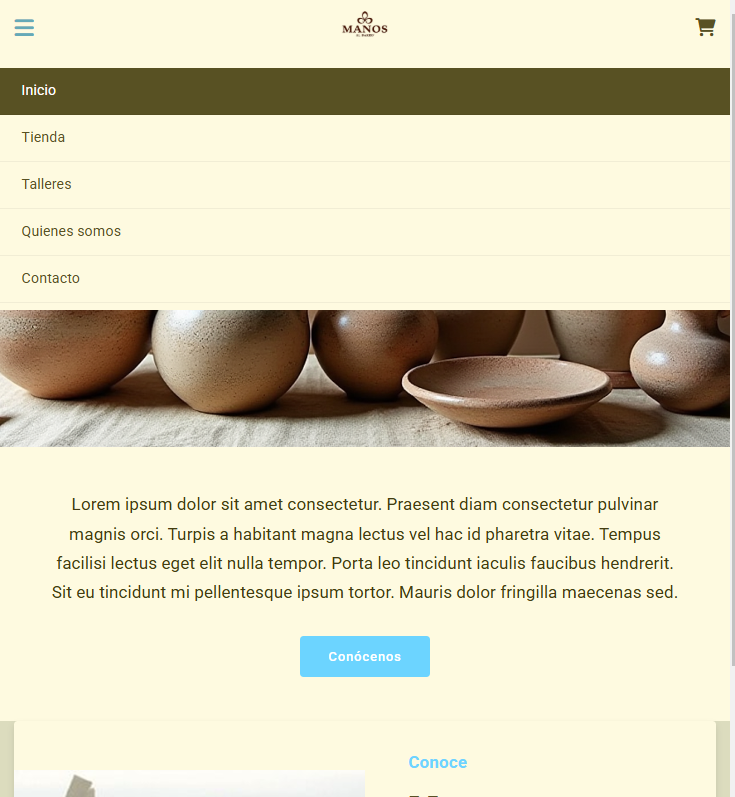 MANOS
Inicio
Tienda
Talleres
Quienes somos
Contacto
Lorem ipsum dolor sit amet consectetur. Praesent diam consectetur pulvinar
magnis orci. Turpis a habitant magna lectus vel hac id pharetra vitae. Tempus
facilisi lectus eget elit nulla tempor. Porta leo tincidunt iaculis faucibus hendrerit.
Sit eu tincidunt mi pellentesque ipsum tortor. Mauris dolor fringilla maecenas sed.
Conócenos
Conoce